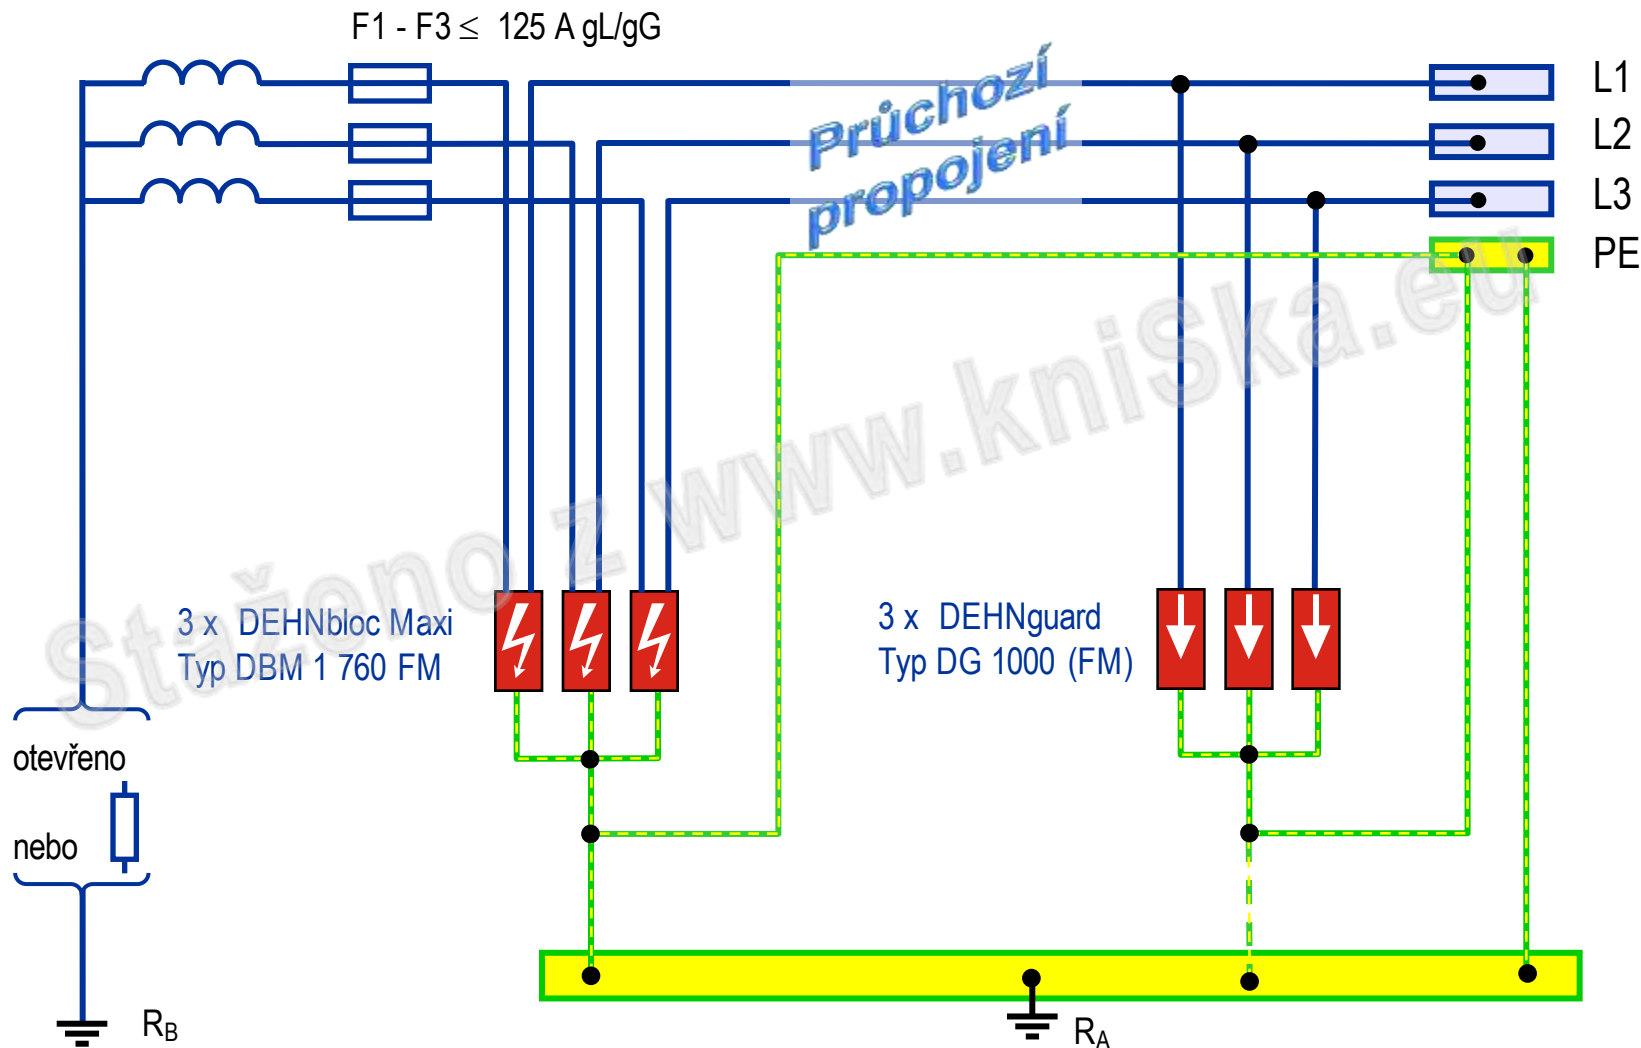 F1 - F3 ≤ 125 A gL/gG
Průchozí
propojení
L1
L2
L3
PE
Staženo z www.kniSka.eu
3 x DEHNbloc Maxi
Typ DBM 1 760 FM
3 x DEHNguard
Typ DG 1000 (FM)
otevřeno
nebo
RB
RA